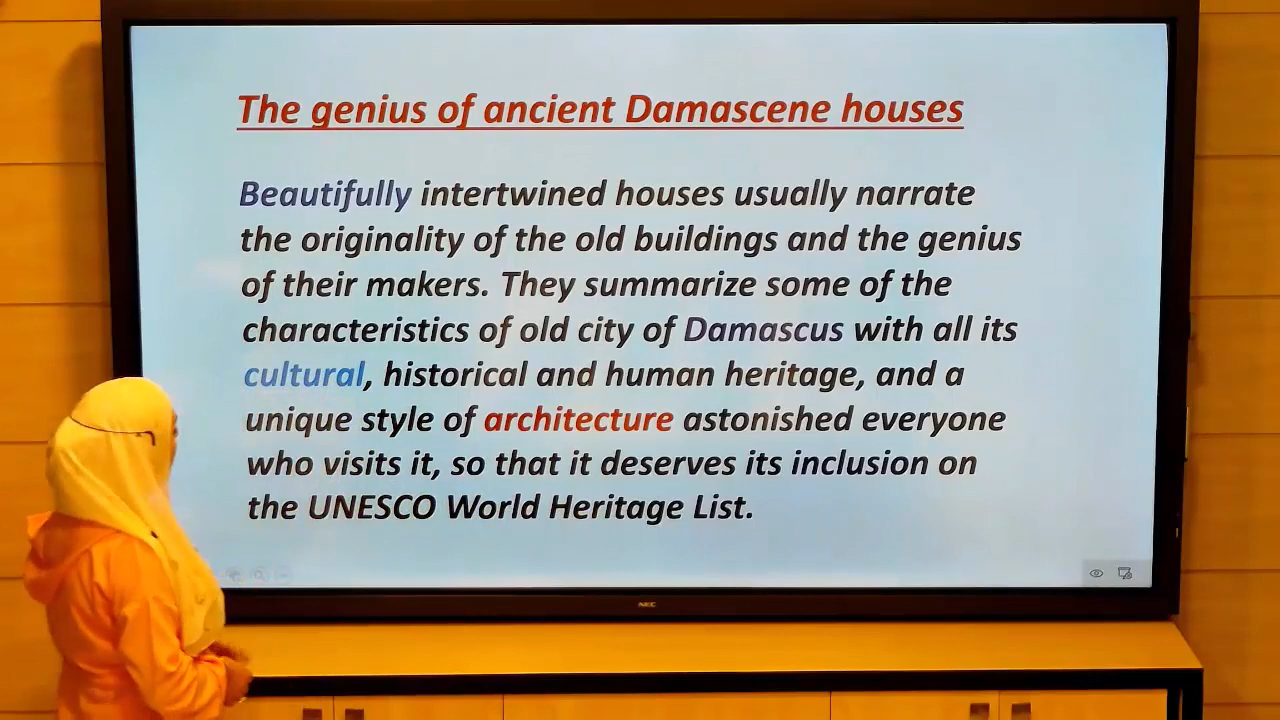 The genius of ancient Damascene houses
Beautifully intertwined houses usually narrate
the originality of the old buildings and the genius
of their makers. They summarize some of the
characteristics of old city of Damascus with all its
cultural, historical and human heritage, and a
unique style of architecture astonished everyone
who visits it, so that it deserves its inclusion on
the UNESCO World Heritage List.
NEC